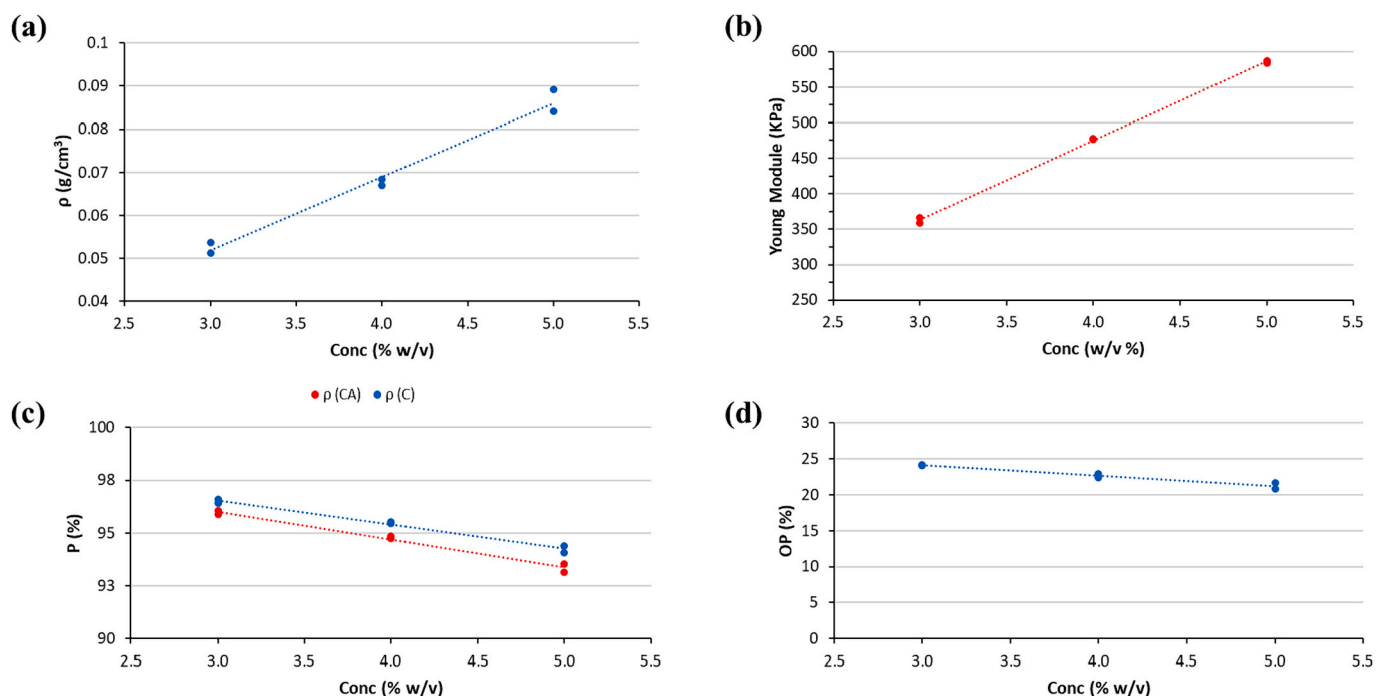 (a)
0.1
0.09
0.08
0.07
0.06
0.05
0.04
ρ (g/cm³)
2.5 3.0 3.5 4.0 4.5 5.0 5.5
Conc (% w/v)
(b)
600
550
500
450
400
350
300
250
Young Module (KPa)
2.5 3.0 3.5 4.0 4.5 5.0 5.5
Conc (w/v %)
(c)
ρ (CA) ρ (C)
100
98
95
93
90
P (%)
2.5 3.0 3.5 4.0 4.5 5.0 5.5
Conc (% w/v)
(d)
30
25
20
15
10
5
0
OP (%)
2.5 3.0 3.5 4.0 4.5 5.0 5.5
Conc (% w/v)